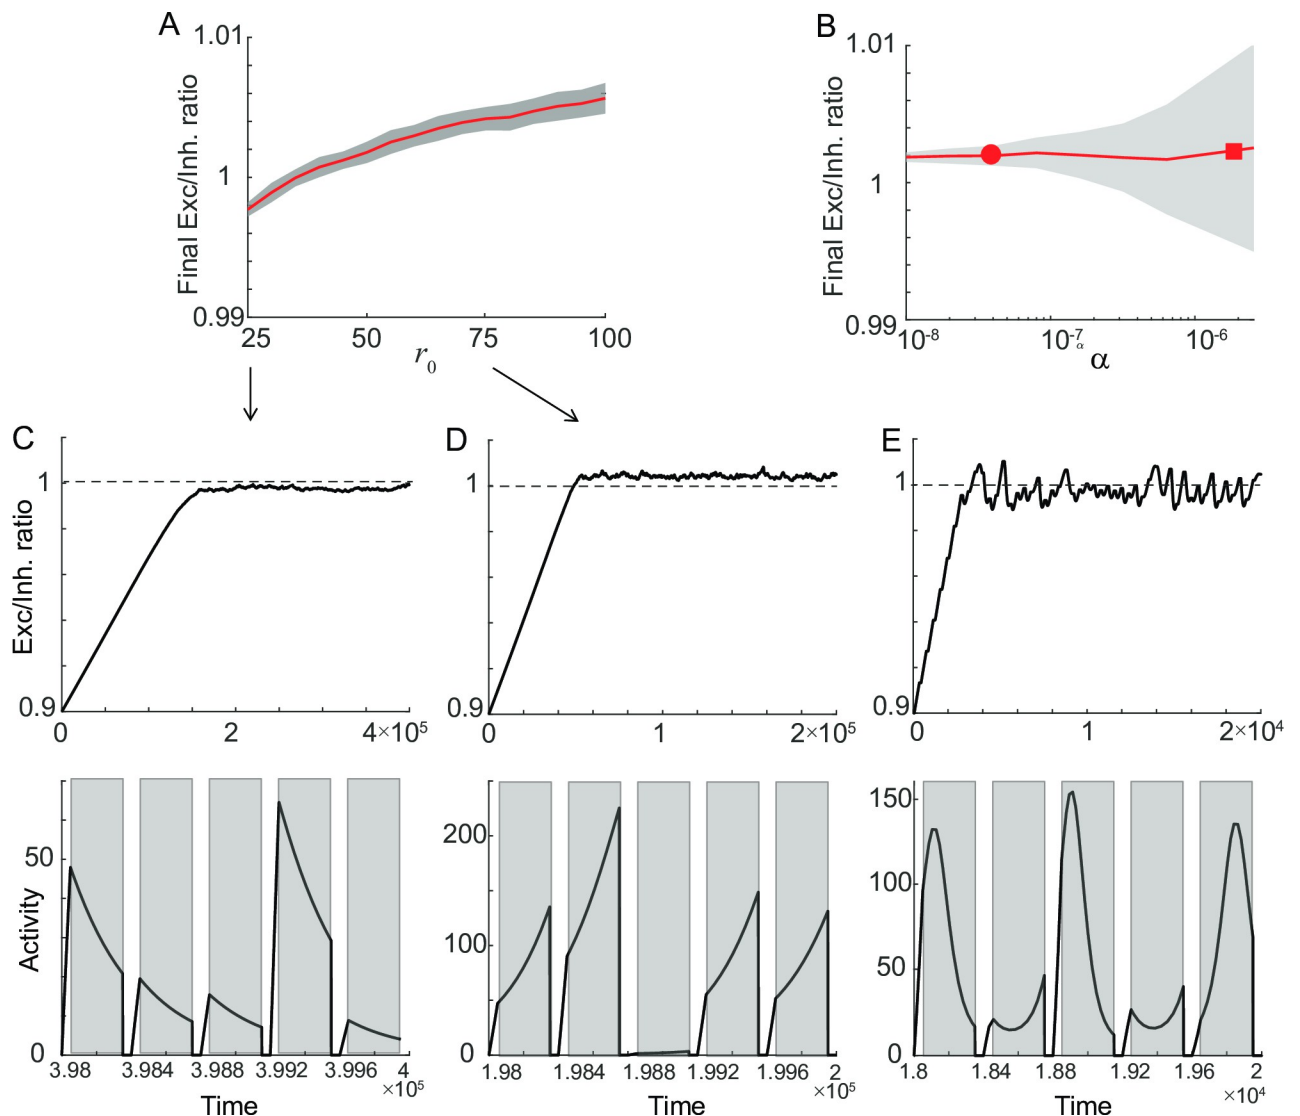 A
1.01
Final Exc/Inh. ratio
1
0.99
25 50 75 100
r0
B
1.01
Final Exc/Inh. ratio
1
0.99
10-8 10-7 10-6
α
α
C
1
Exc/Inh. ratio
0.9
0 2 4×10⁵
D
1
0.9
0 1 2×10⁵
E
1
0.9
0 1 2×10⁴
50
Activity
0
3.98 3.984 3.988 3.992 3.996 4
×10⁵
Time
200
100
0
1.98 1.984 1.988 1.992 1.996 2
×10⁵
Time
150
100
50
0
1.8 1.84 1.88 1.92 1.96 2
×10⁴
Time